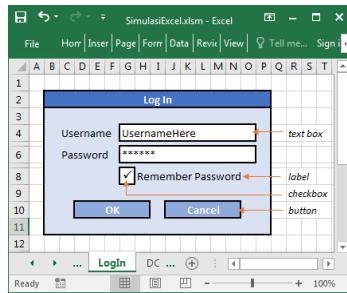 SimulasiExcel.xlsm - Excel
File Hom Inser Page Form Data Revie View Tell me... Sign i
A B C D E F G H I J K L M N O P Q R S T
1
2 Log In
3
4 Username UsernameHere text box
5
6 Password ******
7
8 Remember Password label
9 checkbox
10 OK Cancel button
11
12
... LogIn DC ...
Ready 100%